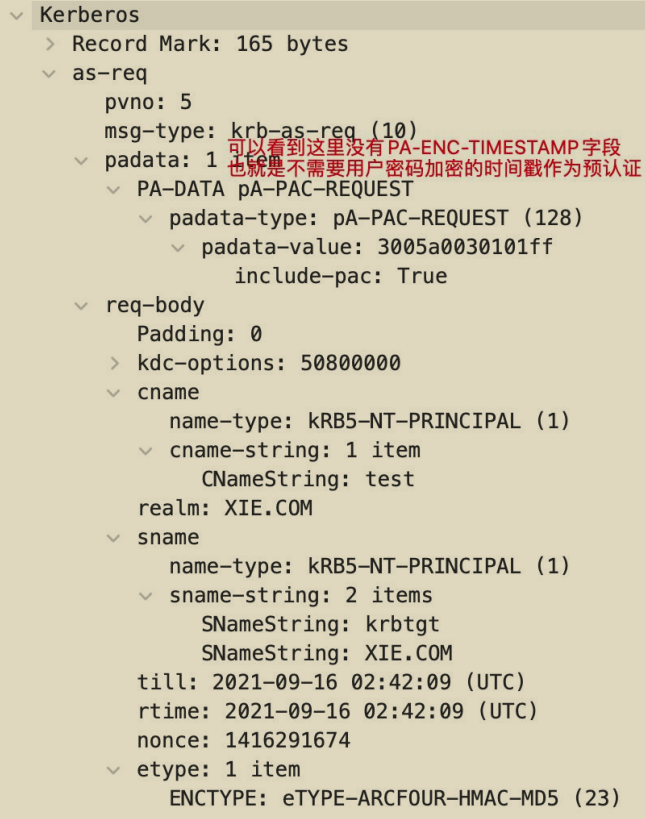 Kerberos
Record Mark: 165 bytes
as-req
pvno: 5
msg-type: krb-as-req (10)
可以看到这里没有PA-ENC-TIMESTAMP字段
padata: 1 item
也就是不需要用户密码加密的时间戳作为预认证
PA-DATA pA-PAC-REQUEST
padata-type: pA-PAC-REQUEST (128)
padata-value: 3005a0030101ff
include-pac: True
req-body
Padding: 0
kdc-options: 50800000
cname
name-type: kRB5-NT-PRINCIPAL (1)
cname-string: 1 item
CNameString: test
realm: XIE.COM
sname
name-type: kRB5-NT-PRINCIPAL (1)
sname-string: 2 items
SNameString: krbtgt
SNameString: XIE.COM
till: 2021-09-16 02:42:09 (UTC)
rtime: 2021-09-16 02:42:09 (UTC)
nonce: 1416291674
etype: 1 item
ENCTYPE: eTYPE-ARCFOUR-HMAC-MD5 (23)